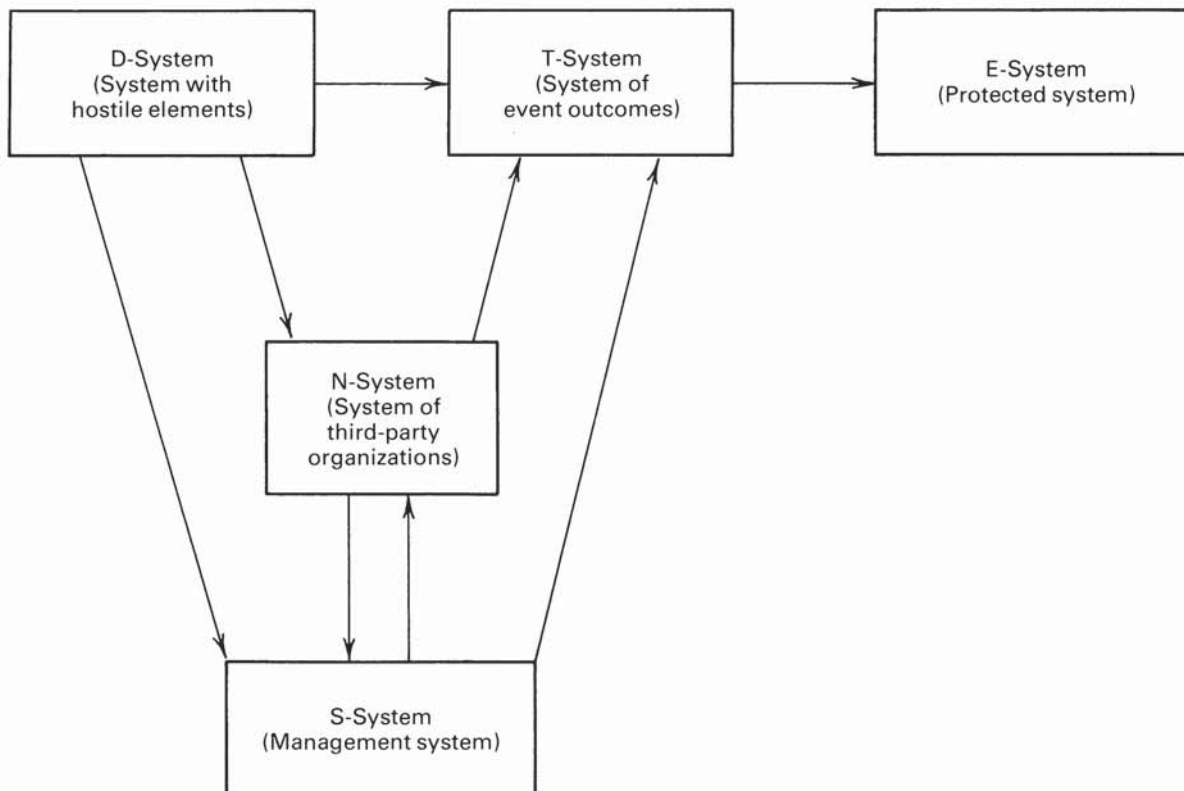 D-System
(System with
hostile elements)
T-System
(System of
event outcomes)
E-System
(Protected system)
N-System
(System of
third-party
organizations)
S-System
(Management system)